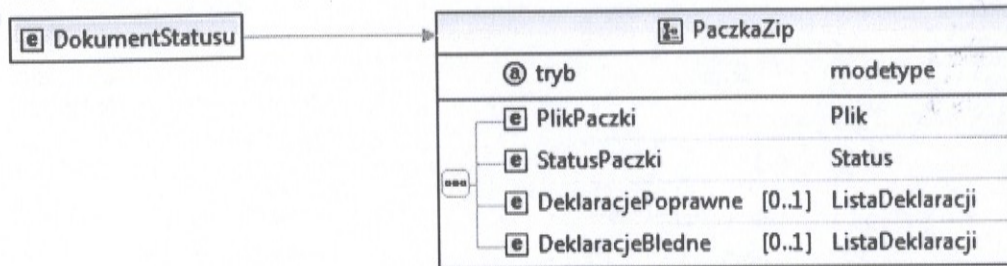 e DokumentStatusu
PaczkaZip
a tryb modetype
e PlikPaczki Plik
e StatusPaczki Status
e DeklaracjePoprawne [0..1] ListaDeklaracji
e DeklaracjeBledne [0..1] ListaDeklaracji